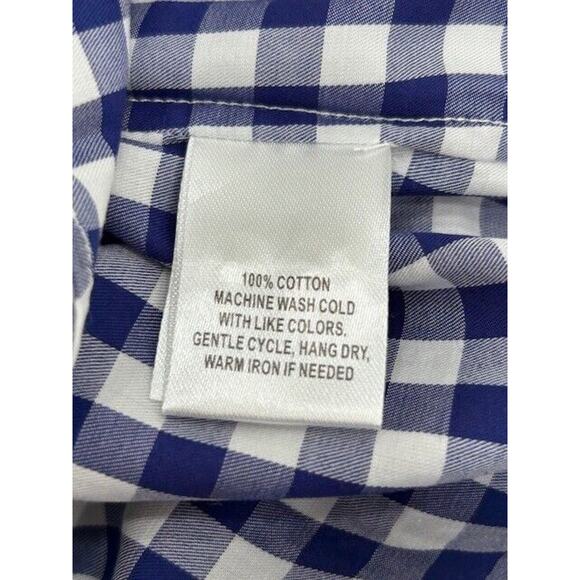 100% COTTON
MACHINE WASH COLD
WITH LIKE COLORS.
GENTLE CYCLE, HANG DRY,
WARM IRON IF NEEDED